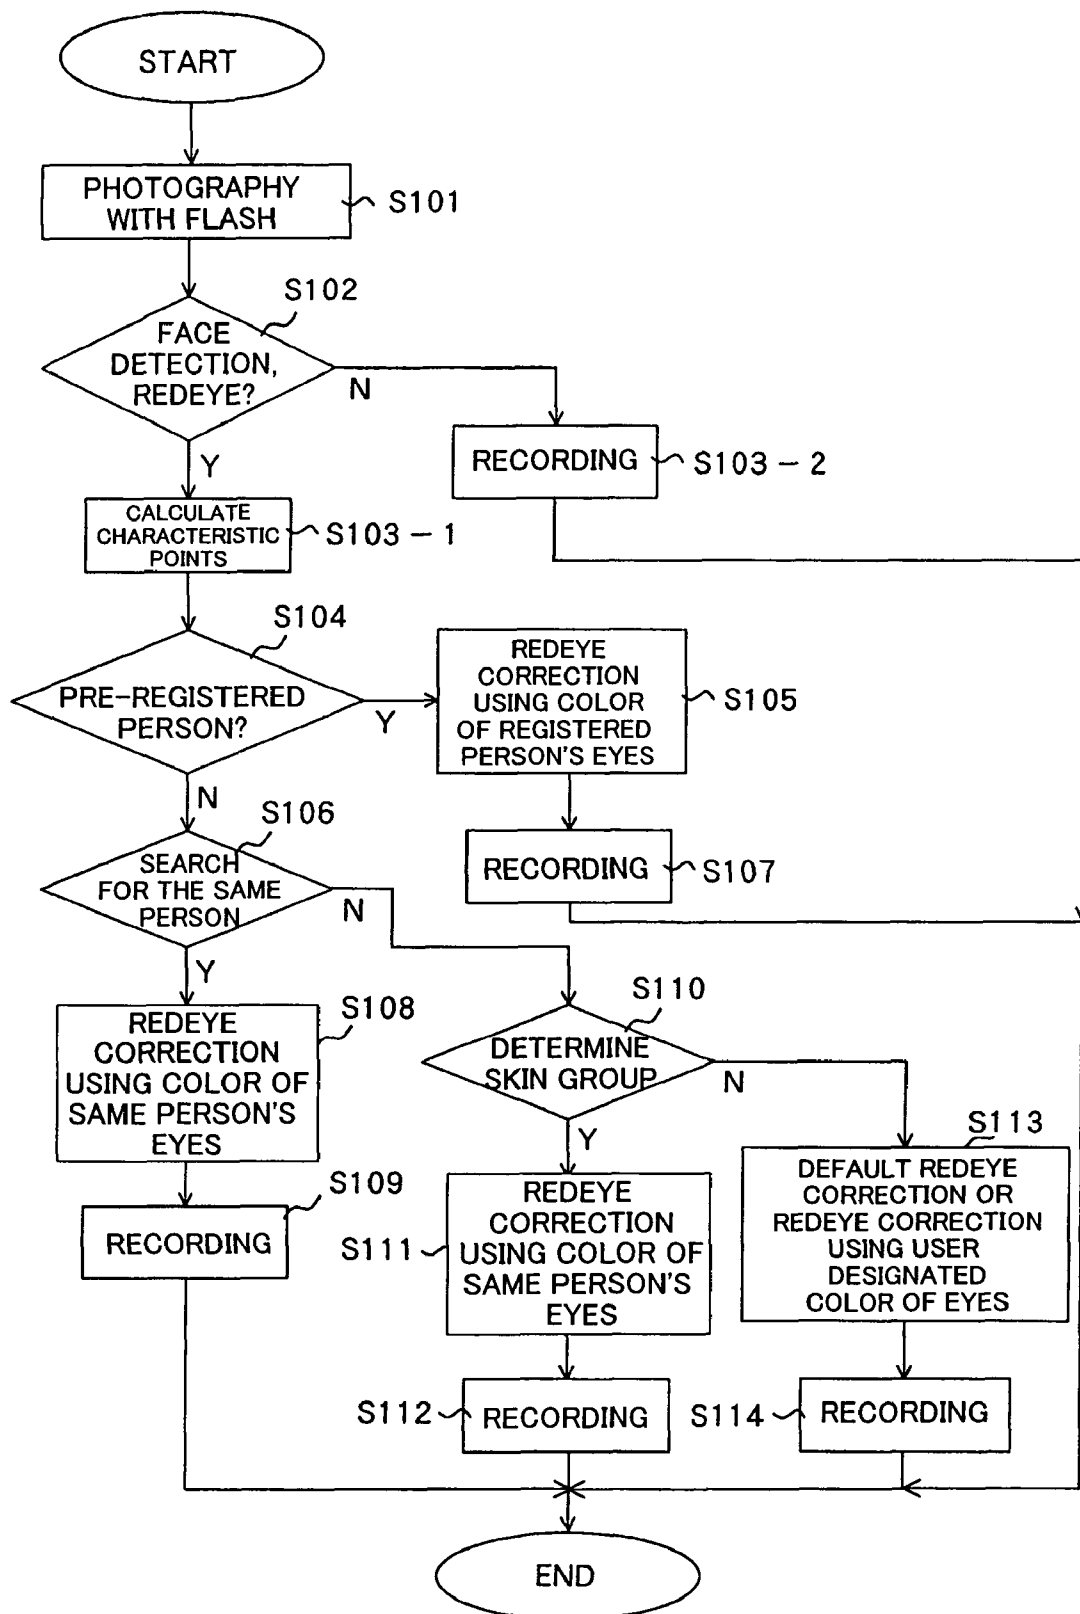 START
PHOTOGRAPHY
WITH FLASH
S101
S102
FACE
DETECTION,
REDEYE?
N
Y
RECORDING
S103-2
CALCULATE
CHARACTERISTIC
POINTS
S103-1
S104
PRE-REGISTERED
PERSON?
Y
N
REDEYE
CORRECTION
USING COLOR
OF REGISTERED
PERSON'S EYES
S105
RECORDING
S107
S106
SEARCH
FOR THE SAME
PERSON
N
Y
S108
REDEYE
CORRECTION
USING COLOR OF
SAME PERSON'S
EYES
S109
RECORDING
S110
DETERMINE
SKIN GROUP
N
Y
S111
REDEYE
CORRECTION
USING COLOR OF
SAME PERSON'S
EYES
S112
RECORDING
S113
DEFAULT REDEYE
CORRECTION OR
REDEYE CORRECTION
USING USER
DESIGNATED
COLOR OF EYES
S114
RECORDING
END